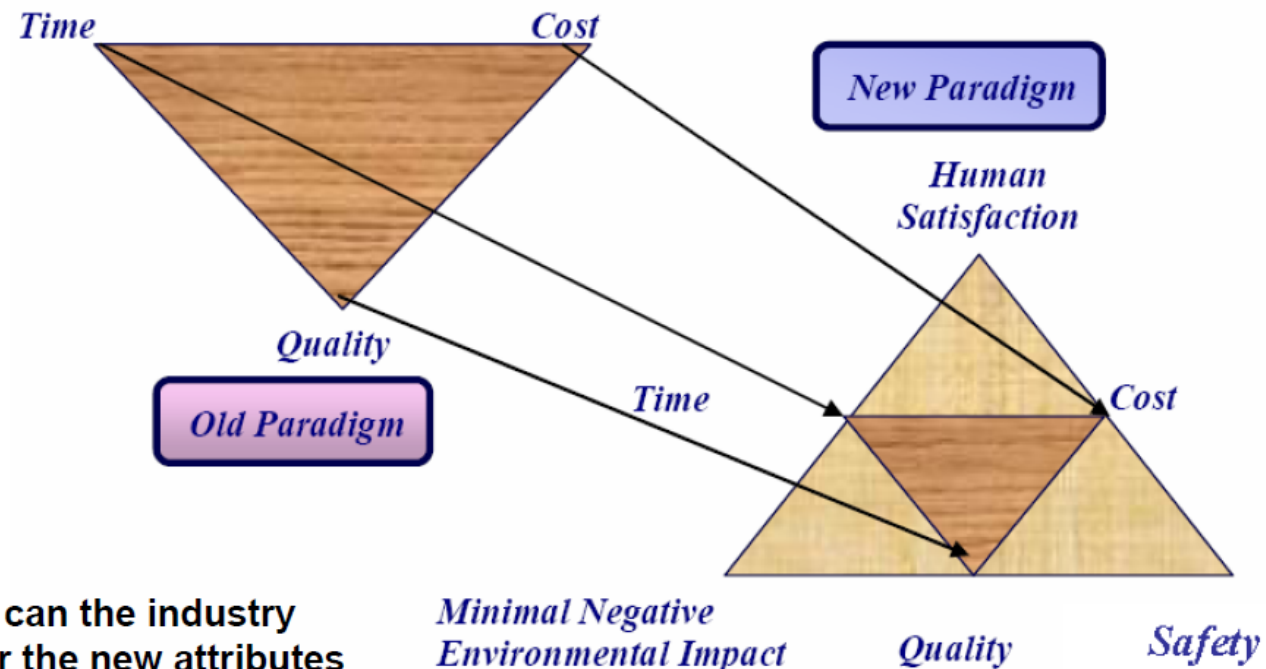 Time
Cost
New Paradigm
Human
Satisfaction
Quality
Old Paradigm
Time
Cost
can the industry
the new attributes
Minimal Negative
Environmental Impact
Quality
Safety